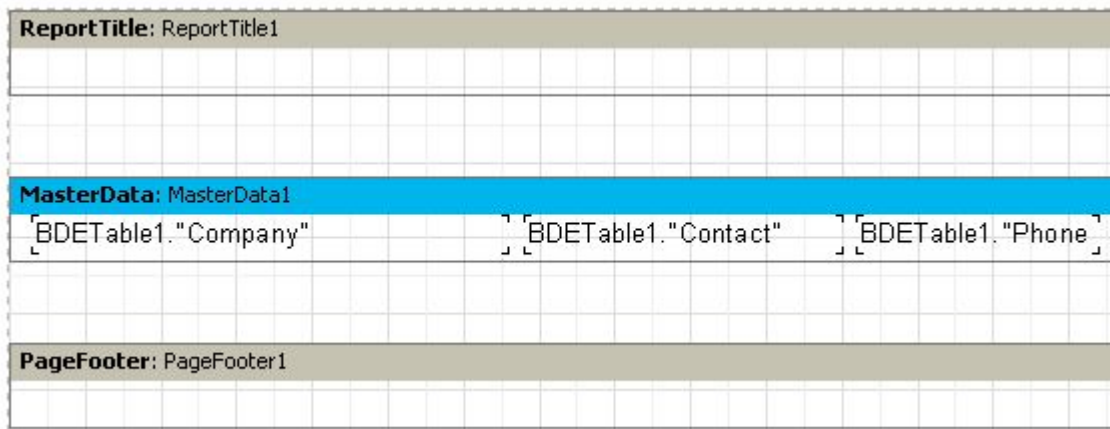 ReportTitle: ReportTitle1
MasterData: MasterData1
BDETable1."Company" BDETable1."Contact" BDETable1."Phone
PageFooter: PageFooter1